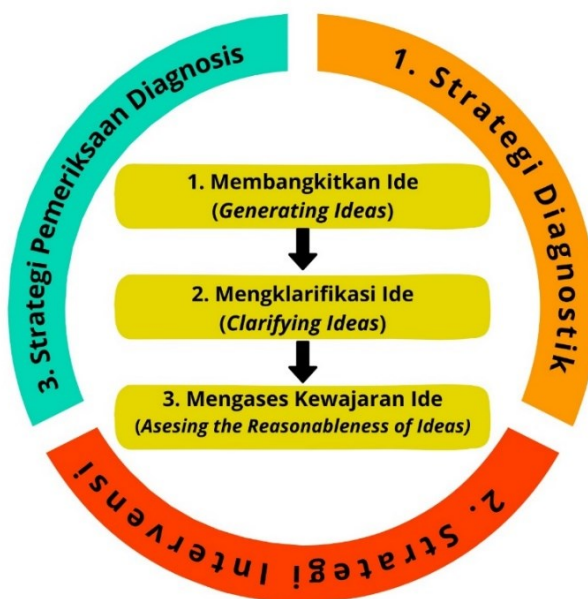 1. Strategi Diagnostik
2. Strategi Intervensi
3. Strategi Pemeriksaan Diagnosis
1. Membangkitkan Ide
(Generating Ideas)
2. Mengklarifikasi Ide
(Clarifying Ideas)
3. Mengases Kewajaran Ide
(Asesing the Reasonableness of Ideas)